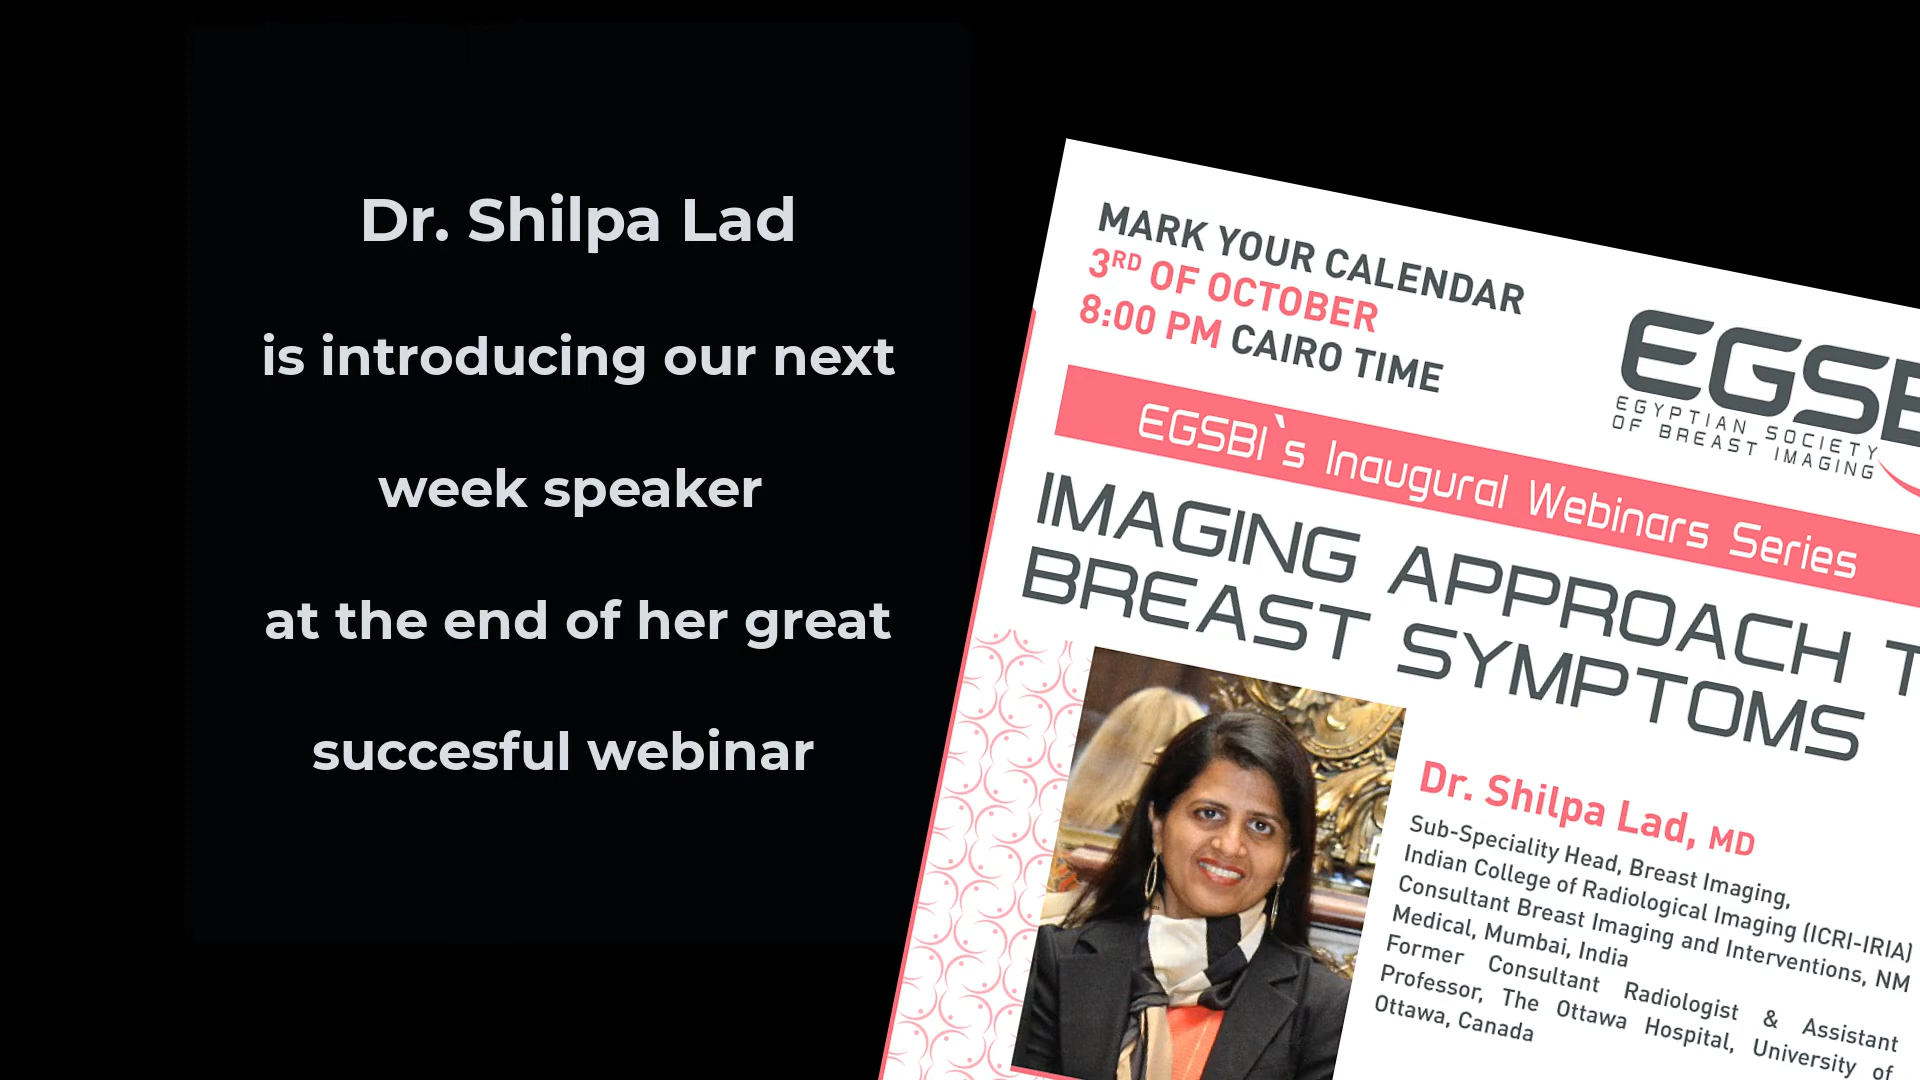 Dr. Shilpa Lad
is introducing our next
week speaker
at the end of her great
succesful webinar
MARK YOUR CALENDAR
3RD OF OCTOBER
8:00 PM CAIRO TIME
EGSB
EGYPTIAN SOCIETY
OF BREAST IMAGING
EGSBI`s Inaugural Webinars Series
IMAGING APPROACH T
BREAST SYMPTOMS
Dr. Shilpa Lad, MD
Sub-Speciality Head, Breast Imaging,
Indian College of Radiological Imaging (ICRI-IRIA)
Consultant Breast Imaging and Interventions, NM
Medical, Mumbai, India
Former Consultant Radiologist & Assistant
Professor, The Ottawa Hospital, University of
Ottawa, Canada